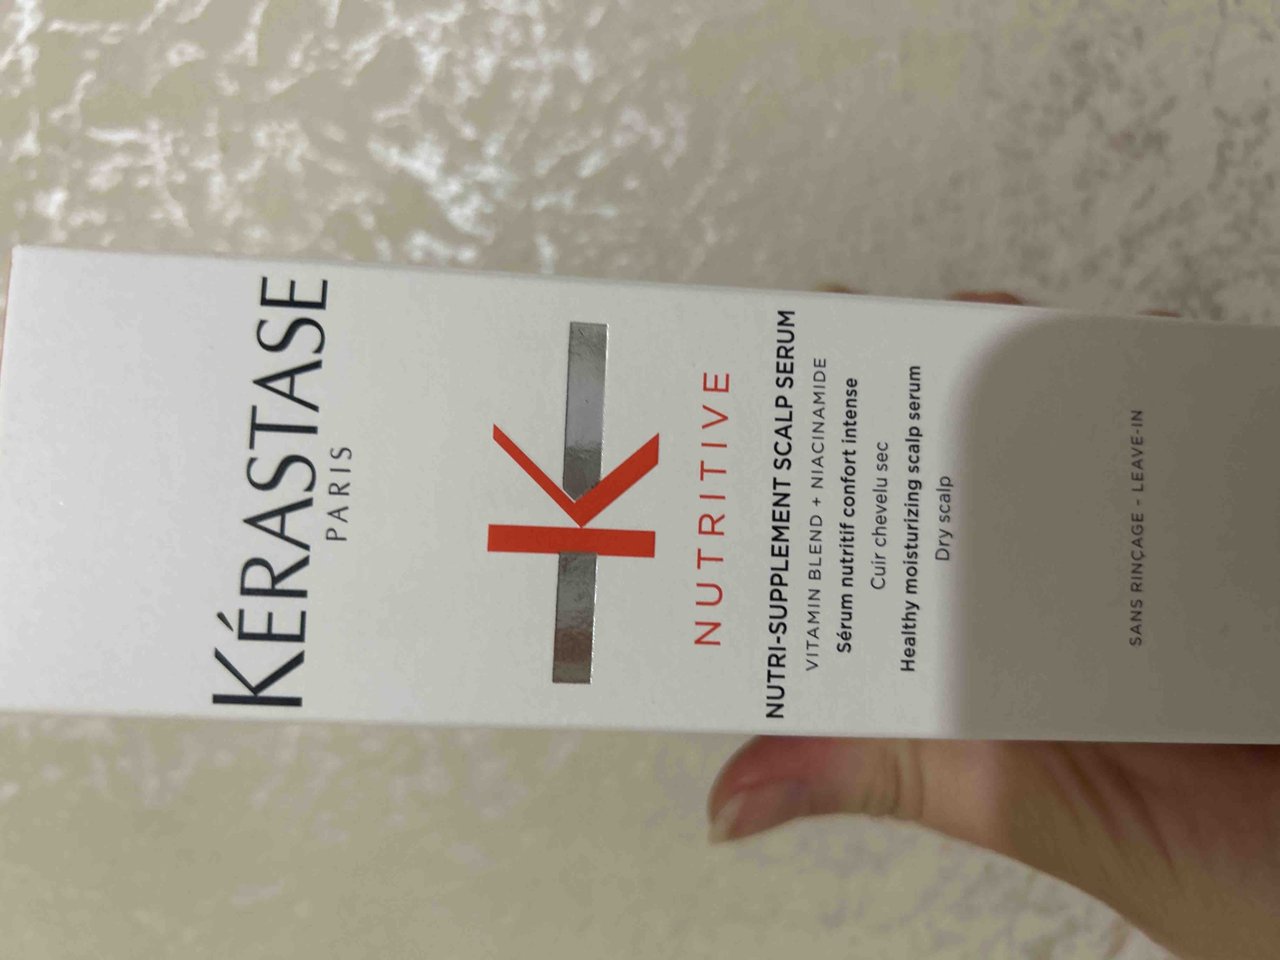 KÉRASTASE
PARIS
K
NUTRITIVE
NUTRI-SUPPLEMENT SCALP SERUM
VITAMIN BLEND + NIACINAMIDE
Sérum nutritif confort intense
Cuir chevelu sec
Healthy moisturizing scalp serum
Dry scalp
SANS RINÇAGE - LEAVE-IN